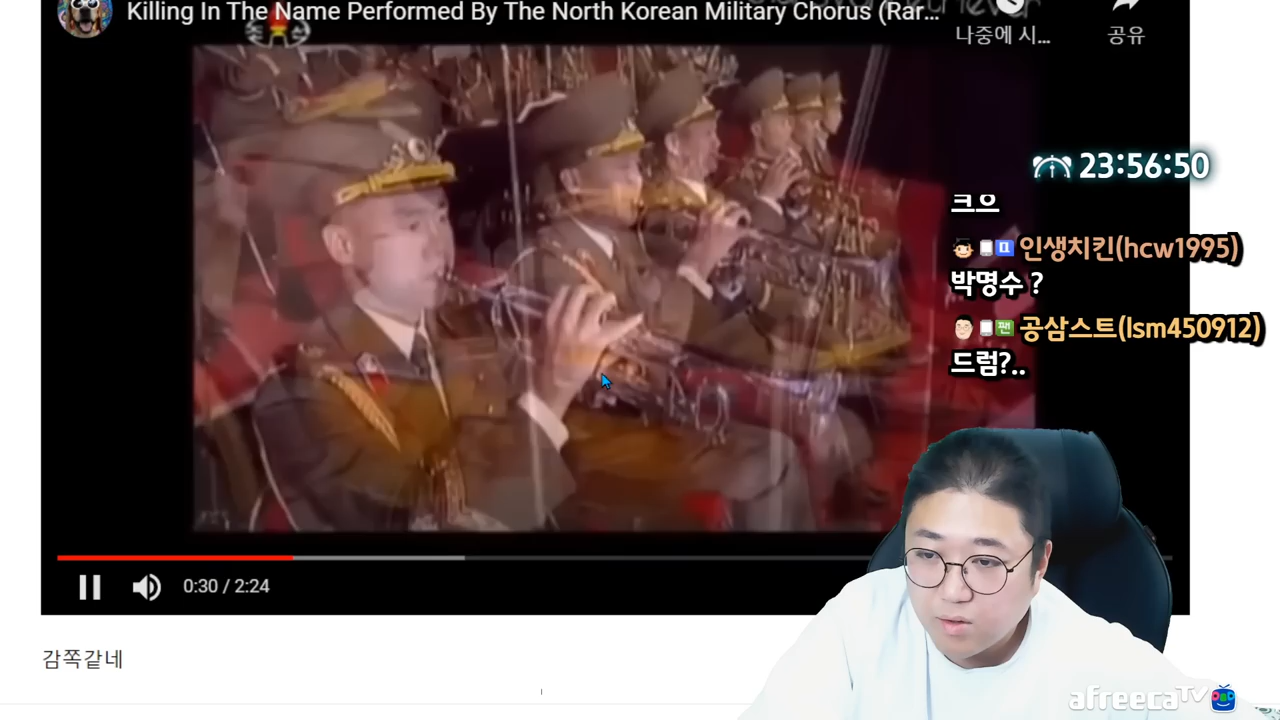 Killing In The Name Performed By The North Korean Military Chorus (Rar...
나중에 시...
공유
23:56:50
크으
인생치킨(hcw1995)
박명수 ?
팬 공삼스트(lsm450912)
드럼?..
0:30 / 2:24
감쪽같네
afreecaTV